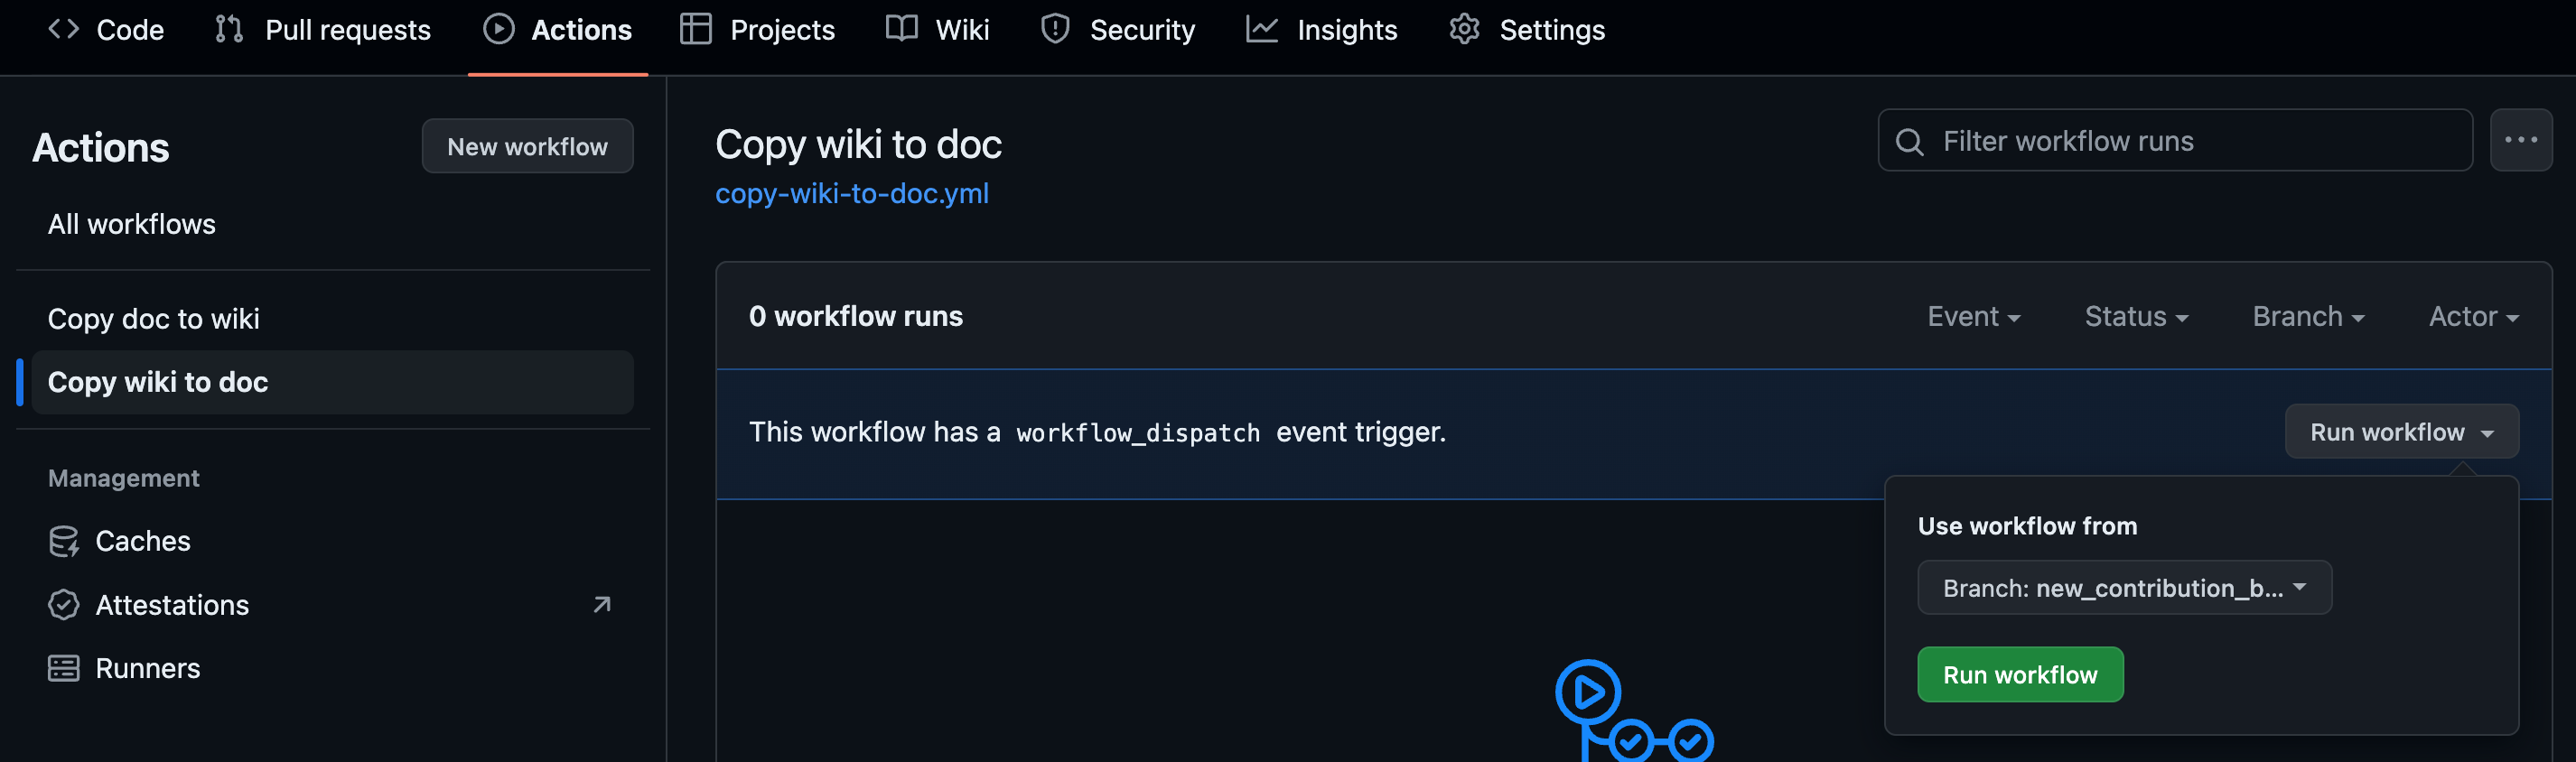 Code Pull requests Actions Projects Wiki Security Insights Settings
Actions
New workflow
All workflows
Copy doc to wiki
Copy wiki to doc
Management
Caches
Attestations
Runners
Copy wiki to doc
copy-wiki-to-doc.yml
Filter workflow runs
0 workflow runs
Event Status Branch Actor
This workflow has a workflow_dispatch event trigger.
Run workflow
Use workflow from
Branch: new_contribution_b...
Run workflow